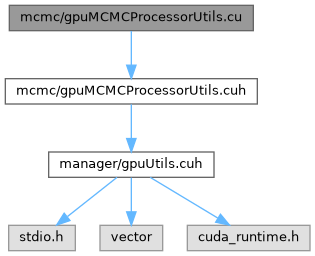 mcmc/gpuMCMCProcessorUtils.cu
mcmc/gpuMCMCProcessorUtils.cuh
manager/gpuUtils.cuh
stdio.h
vector
cuda_runtime.h